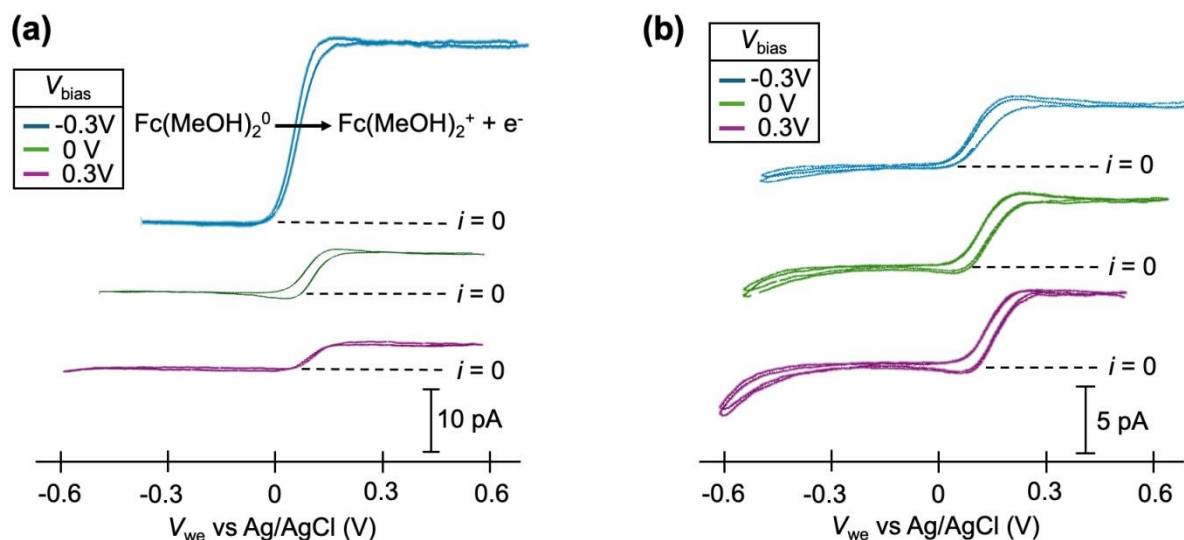 (a)
V_bias
-0.3V
0 V
0.3V
Fc(MeOH)₂⁰ → Fc(MeOH)₂⁺ + e⁻
i = 0
i = 0
i = 0
10 pA
-0.6 -0.3 0 0.3 0.6
V_we vs Ag/AgCl (V)
(b)
V_bias
-0.3V
0 V
0.3V
i = 0
i = 0
i = 0
5 pA
-0.6 -0.3 0 0.3 0.6
V_we vs Ag/AgCl (V)